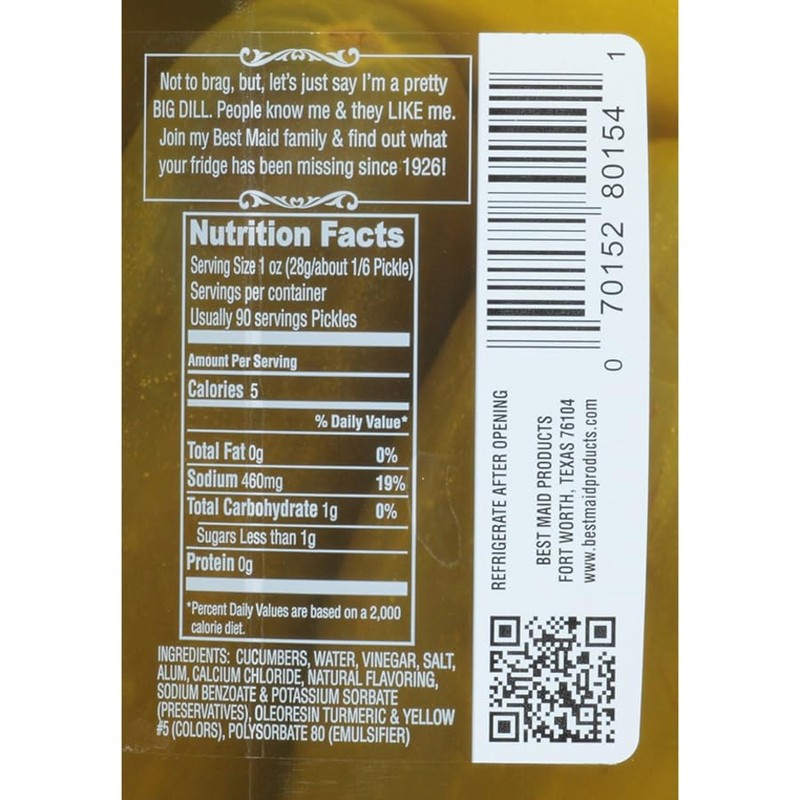 Not to brag, but, let's just say I'm a pretty
BIG DILL. People know me & they LIKE me.
Join my Best Maid family & find out what
your fridge has been missing since 1926!
Nutrition Facts
Serving Size 1 oz (28g/about 1/6 Pickle)
Servings per container
Usually 90 servings Pickles
Amount Per Serving
Calories 5
% Daily Value*
Total Fat 0g 0%
Sodium 460mg 19%
Total Carbohydrate 1g 0%
Sugars Less than 1g
Protein 0g
*Percent Daily Values are based on a 2,000
calorie diet.
INGREDIENTS: CUCUMBERS, WATER, VINEGAR, SALT,
ALUM, CALCIUM CHLORIDE, NATURAL FLAVORING,
SODIUM BENZOATE & POTASSIUM SORBATE
(PRESERVATIVES), OLEORESIN TURMERIC & YELLOW
#5 (COLORS), POLYSORBATE 80 (EMULSIFIER)
0 70152 80154 1
REFRIGERATE AFTER OPENING
BEST MAID PRODUCTS
FORT WORTH, TEXAS 76104
www.bestmaidproducts.com